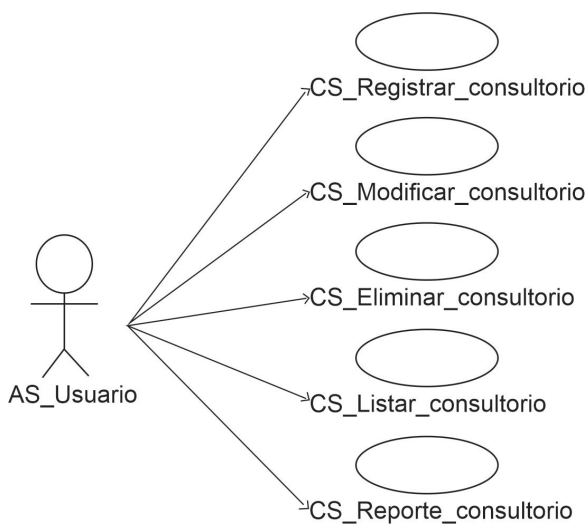 CS_Registrar_consultorio
CS_Modificar_consultorio
CS_Eliminar_consultorio
AS_Usuario
CS_Listar_consultorio
CS_Reporte_consultorio